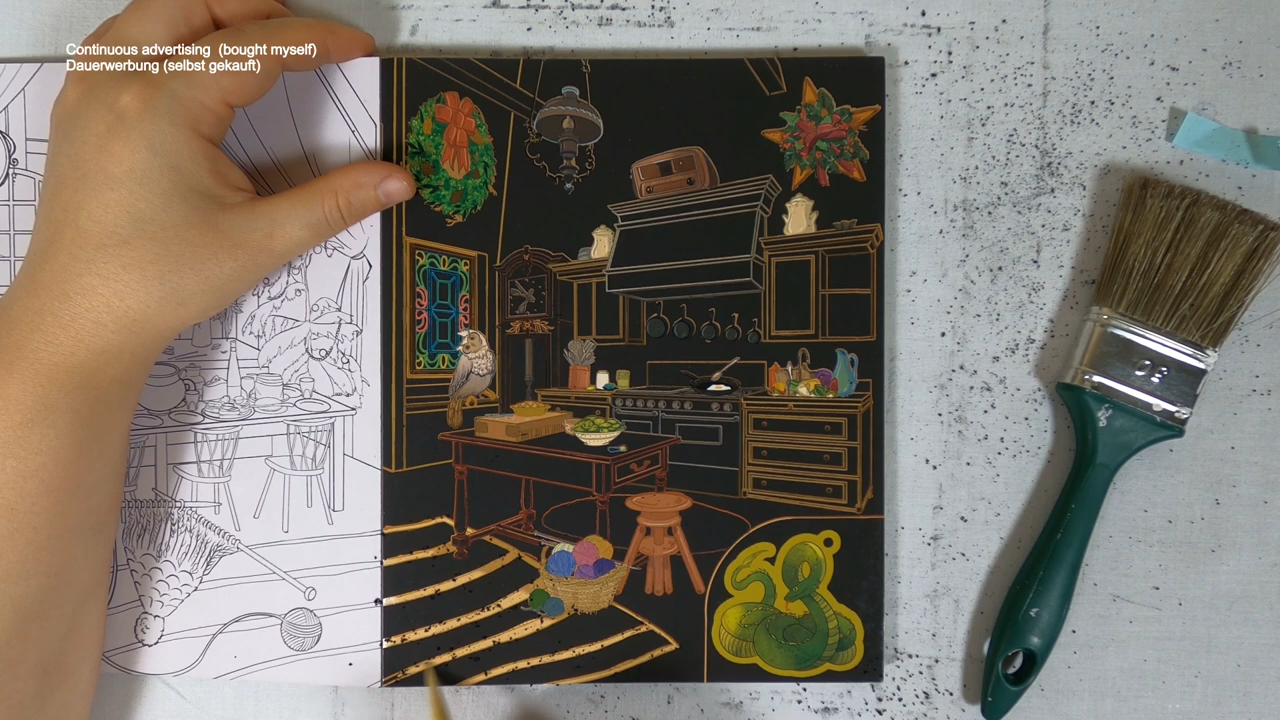 Continuous advertising (bought myself)
Dauerwerbung (selbst gekauft)